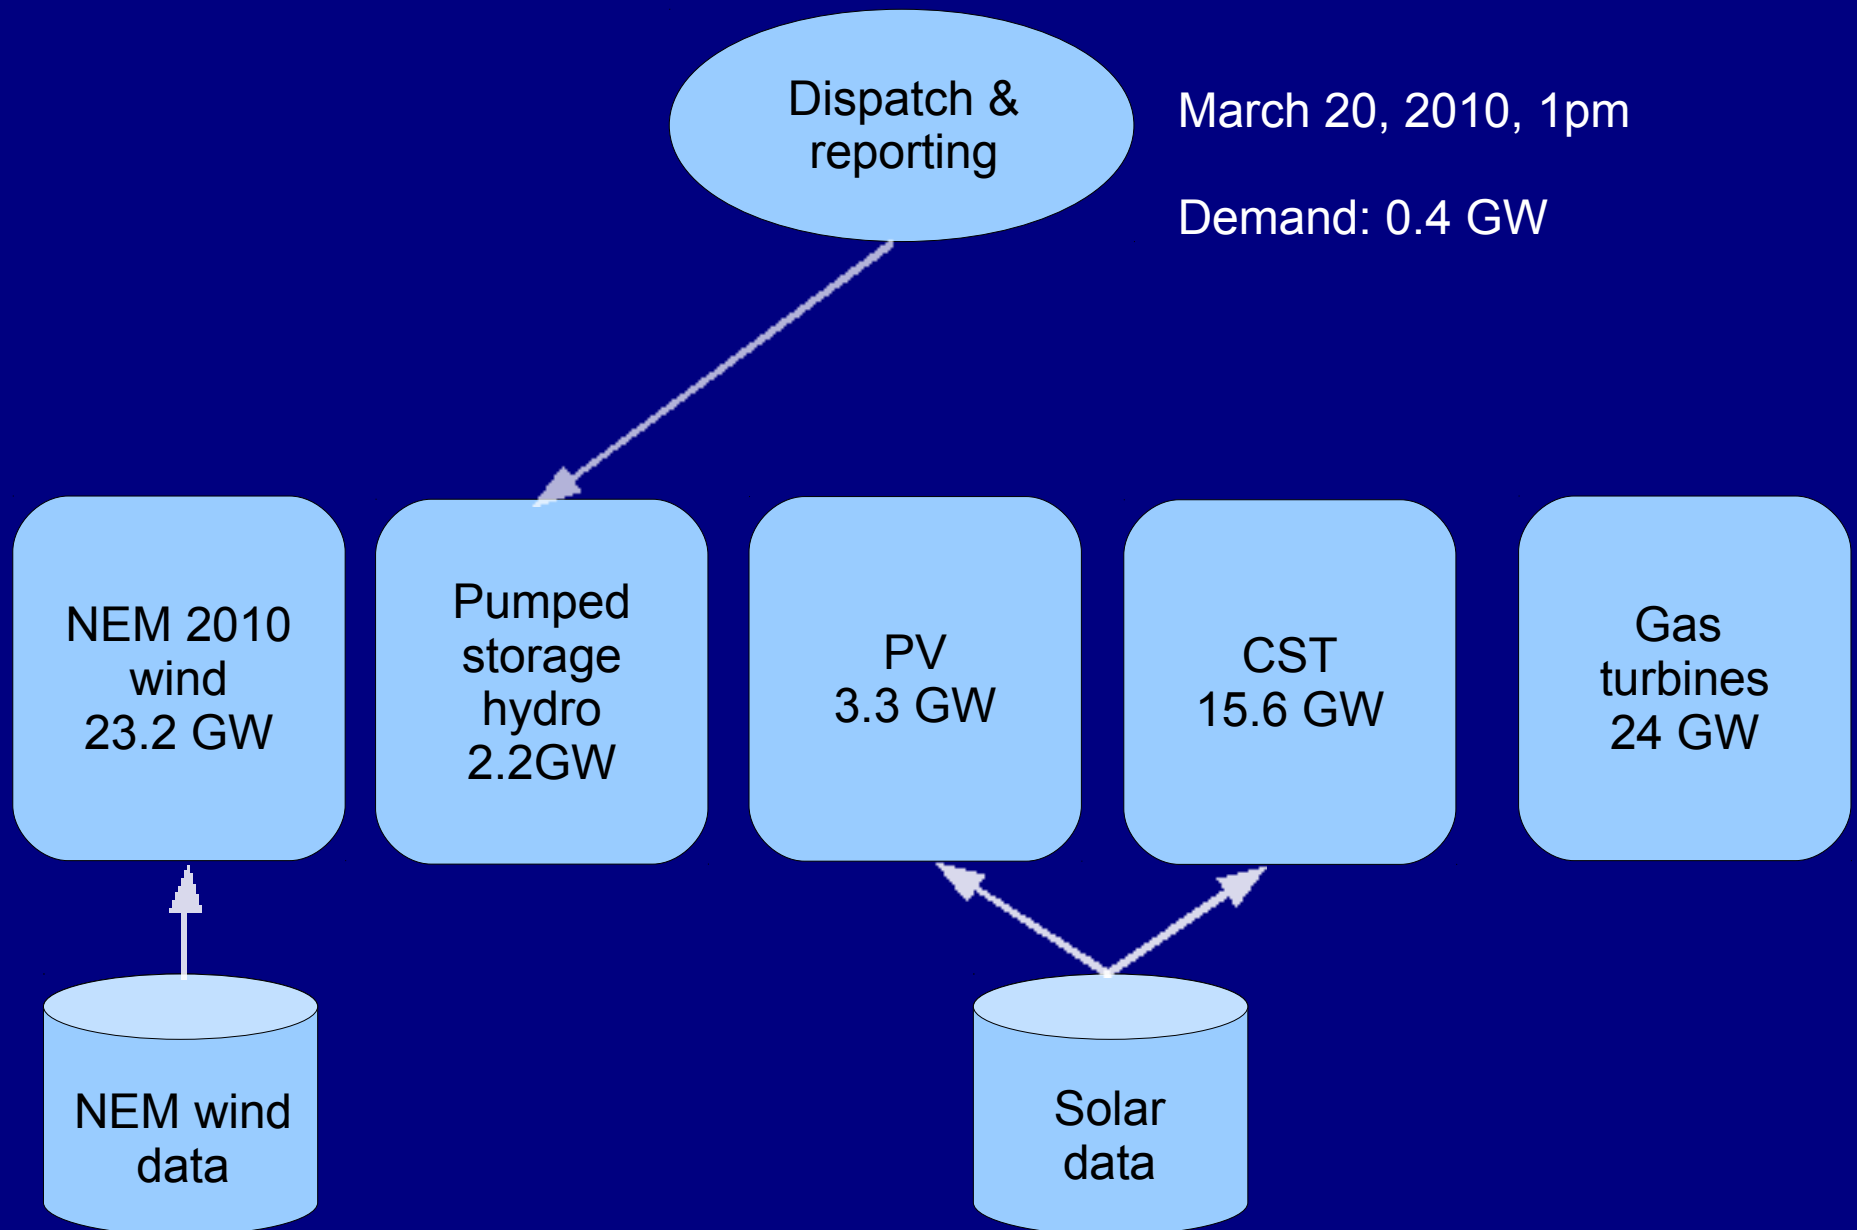 Dispatch &
reporting
March 20, 2010, 1pm
Demand: 0.4 GW
NEM 2010
wind
23.2 GW
Pumped
storage
hydro
2.2GW
PV
3.3 GW
CST
15.6 GW
Gas
turbines
24 GW
NEM wind
data
Solar
data